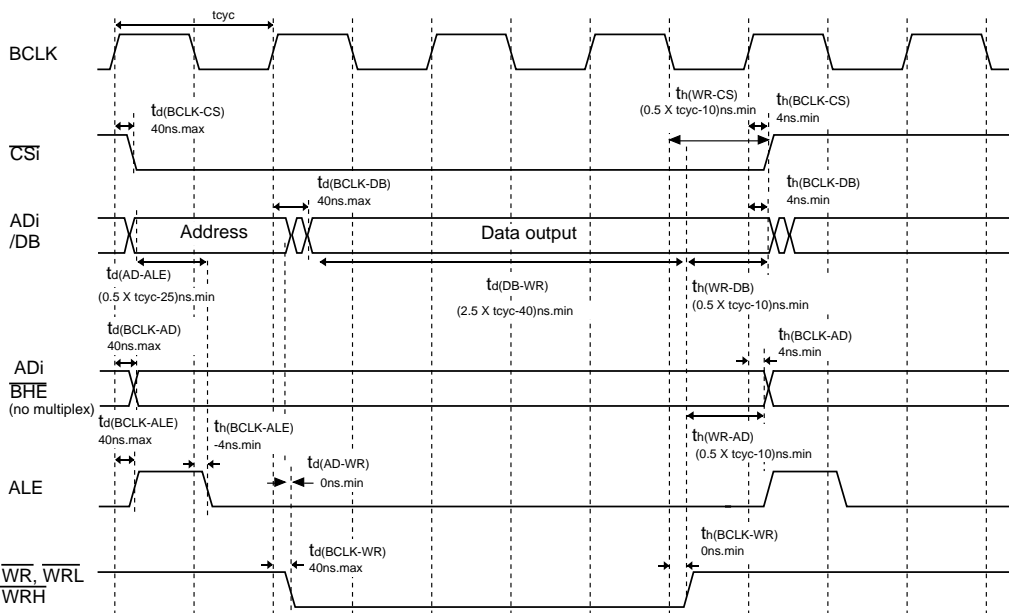 tcyc
BCLK
td(BCLK-CS)
40ns.max
th(WR-CS)
(0.5 X tcyc-10)ns.min
th(BCLK-CS)
4ns.min
CSi
td(BCLK-DB)
40ns.max
th(BCLK-DB)
4ns.min
ADi
/DB
Address
Data output
td(AD-ALE)
(0.5 X tcyc-25)ns.min
td(DB-WR)
(2.5 X tcyc-40)ns.min
th(WR-DB)
(0.5 X tcyc-10)ns.min
td(BCLK-AD)
40ns.max
th(BCLK-AD)
4ns.min
ADi
BHE
(no multiplex)
td(BCLK-ALE)
40ns.max
th(BCLK-ALE)
-4ns.min
th(WR-AD)
(0.5 X tcyc-10)ns.min
td(AD-WR)
0ns.min
ALE
td(BCLK-WR)
40ns.max
th(BCLK-WR)
0ns.min
WR, WRL
WRH